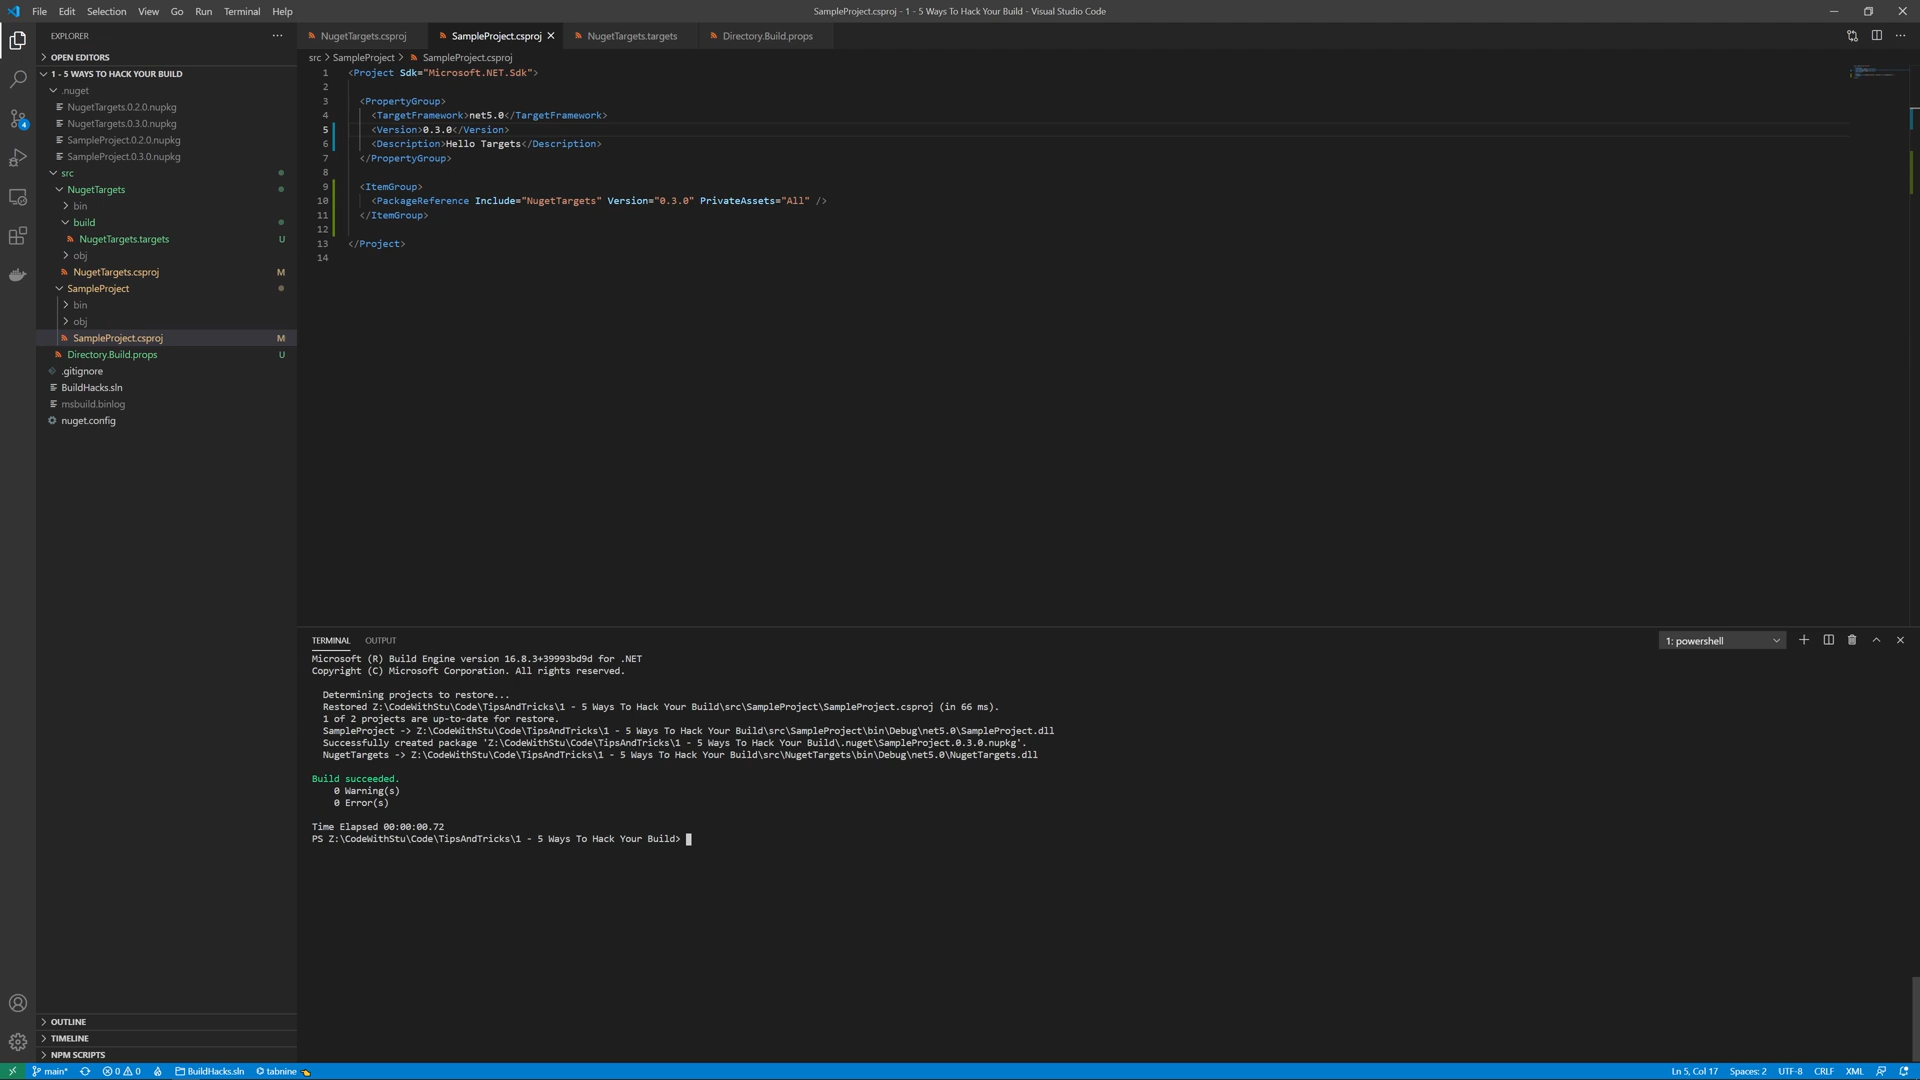 File Edit Selection View Go Run Terminal Help
SampleProject.csproj - 1 - 5 Ways To Hack Your Build - Visual Studio Code
EXPLORER
OPEN EDITORS
1 - 5 WAYS TO HACK YOUR BUILD
.nuget
NugetTargets.0.2.0.nupkg
NugetTargets.0.3.0.nupkg
SampleProject.0.2.0.nupkg
SampleProject.0.3.0.nupkg
src
NugetTargets
bin
build
NugetTargets.targets U
obj
NugetTargets.csproj M
SampleProject
bin
obj
SampleProject.csproj M
Directory.Build.props U
.gitignore
BuildHacks.sln
msbuild.binlog
nuget.config
OUTLINE
TIMELINE
NPM SCRIPTS
4
NugetTargets.csproj SampleProject.csproj NugetTargets.targets Directory.Build.props
src > SampleProject > SampleProject.csproj
1 <Project Sdk="Microsoft.NET.Sdk">
2
3 <PropertyGroup>
4 <TargetFramework>net5.0</TargetFramework>
5 <Version>0.3.0</Version>
6 <Description>Hello Targets</Description>
7 </PropertyGroup>
8
9 <ItemGroup>
10 <PackageReference Include="NugetTargets" Version="0.3.0" PrivateAssets="All" />
11 </ItemGroup>
12
13 </Project>
14
TERMINAL OUTPUT
1: powershell
Microsoft (R) Build Engine version 16.8.3+39993bd9d for .NET
Copyright (C) Microsoft Corporation. All rights reserved.
Determining projects to restore...
Restored Z:\CodeWithStu\Code\TipsAndTricks\1 - 5 Ways To Hack Your Build\src\SampleProject\SampleProject.csproj (in 66 ms).
1 of 2 projects are up-to-date for restore.
SampleProject -> Z:\CodeWithStu\Code\TipsAndTricks\1 - 5 Ways To Hack Your Build\src\SampleProject\bin\Debug\net5.0\SampleProject.dll
Successfully created package 'Z:\CodeWithStu\Code\TipsAndTricks\1 - 5 Ways To Hack Your Build\.nuget\SampleProject.0.3.0.nupkg'.
NugetTargets -> Z:\CodeWithStu\Code\TipsAndTricks\1 - 5 Ways To Hack Your Build\src\NugetTargets\bin\Debug\net5.0\NugetTargets.dll
Build succeeded.
0 Warning(s)
0 Error(s)
Time Elapsed 00:00:00.72
PS Z:\CodeWithStu\Code\TipsAndTricks\1 - 5 Ways To Hack Your Build>
main* 0 0 BuildHacks.sln tabnine
Ln 5, Col 17 Spaces: 2 UTF-8 CRLF XML